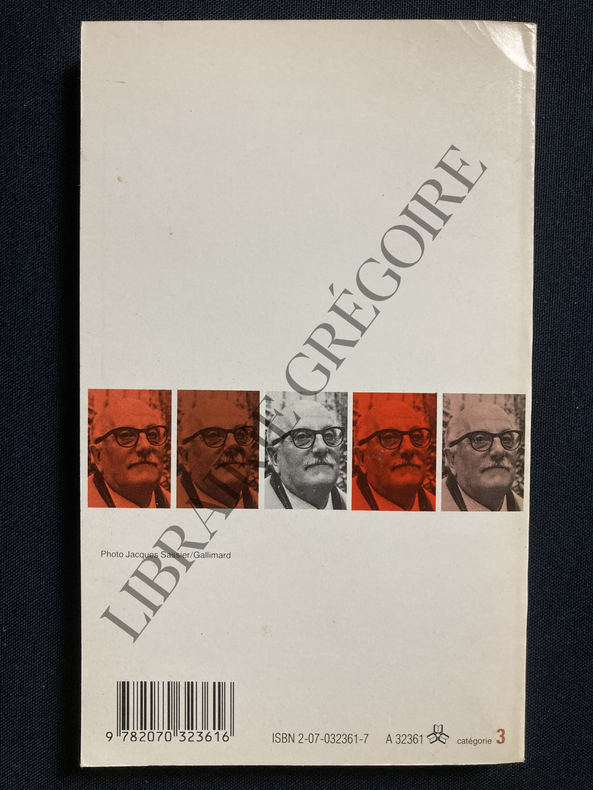 LIBRAIRIE GRÉGOIRE
Photo Jacques Sassier/Gallimard
9 782070 323616
ISBN 2-07-032361-7 A 32361 catégorie 3